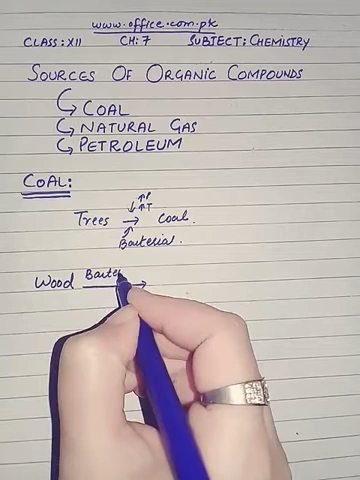 www.office.com.pk
CLASS: XII CH: 7 SUBJECT: CHEMISTRY
SOURCES OF ORGANIC COMPOUNDS
↳ COAL
↳ NATURAL GAS
↳ PETROLEUM
COAL:
↑P
↓ ↑T
Trees → Coal.
↑
Bacteria.
Bacte
Wood →